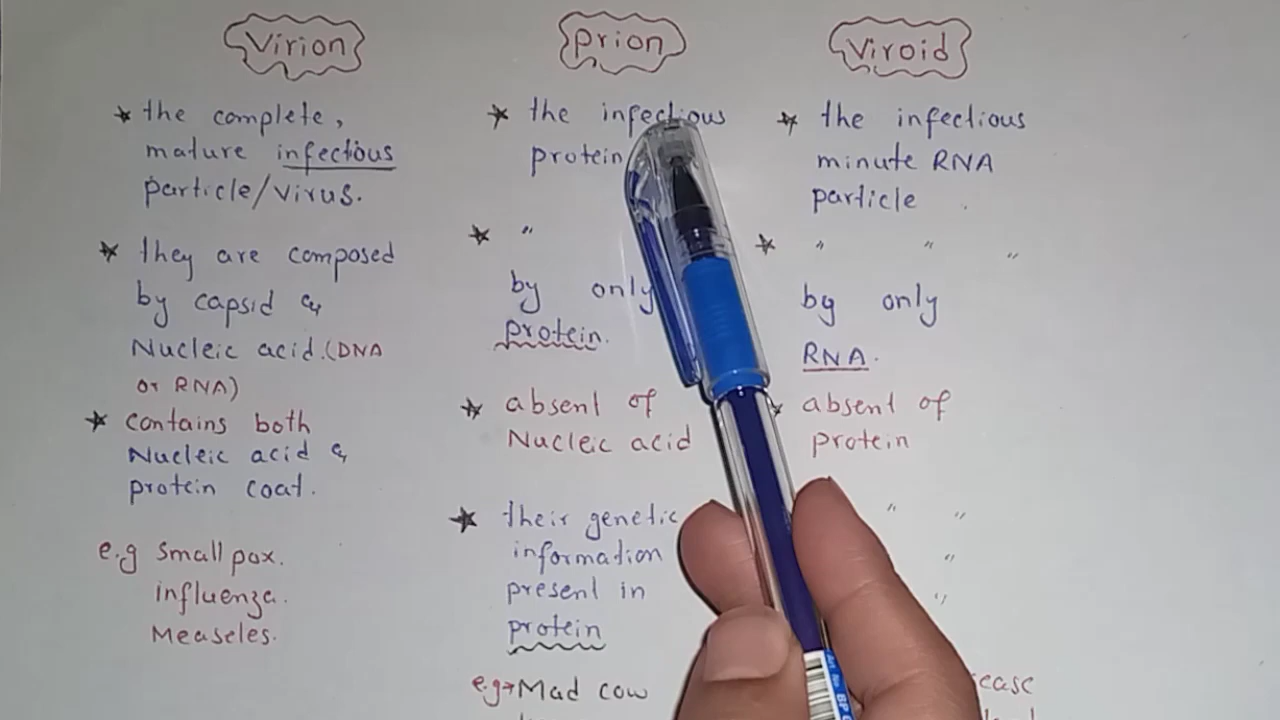 Virion
★ the complete,
mature infectious
particle/virus.
★ they are composed
by capsid &
Nucleic acid.(DNA
or RNA)
★ contains both
Nucleic acid &
protein coat.
e.g small pox.
influenza.
Measeles.
Prion
★ the infectious
protein
★ "
by only
protein.
★ absent of
Nucleic acid
★ their genetic
information
present in
protein
e.g→ Mad cow
Viroid
★ the infectious
minute RNA
particle
★ " " "
by only
RNA.
absent of
protein
" "
"
"